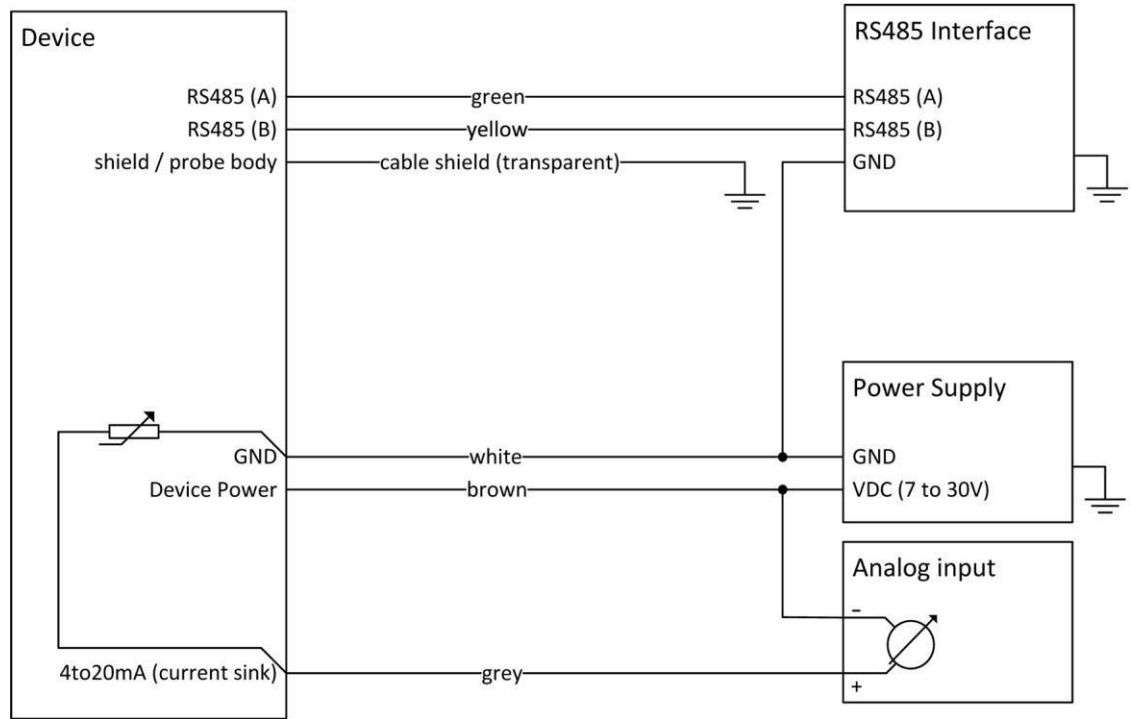 Device
RS485 Interface
RS485 (A)
green
RS485 (A)
RS485 (B)
yellow
RS485 (B)
shield / probe body
cable shield (transparent)
GND
Power Supply
GND
white
GND
Device Power
brown
VDC (7 to 30V)
Analog input
−
4to20mA (current sink)
grey
+